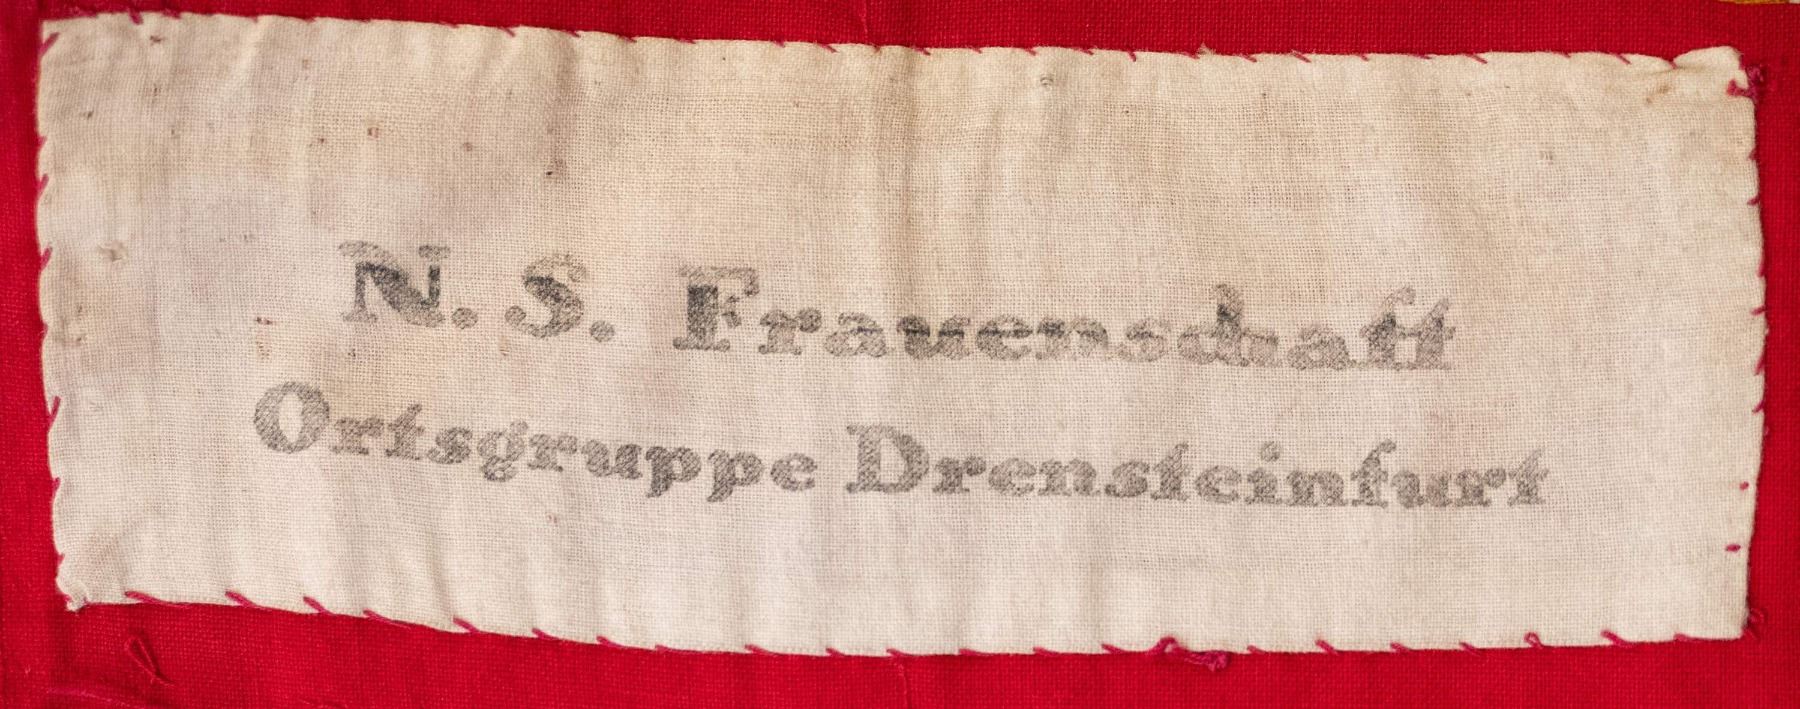 N. S. Frauenschaft
Ortsgruppe Drensteinfurt